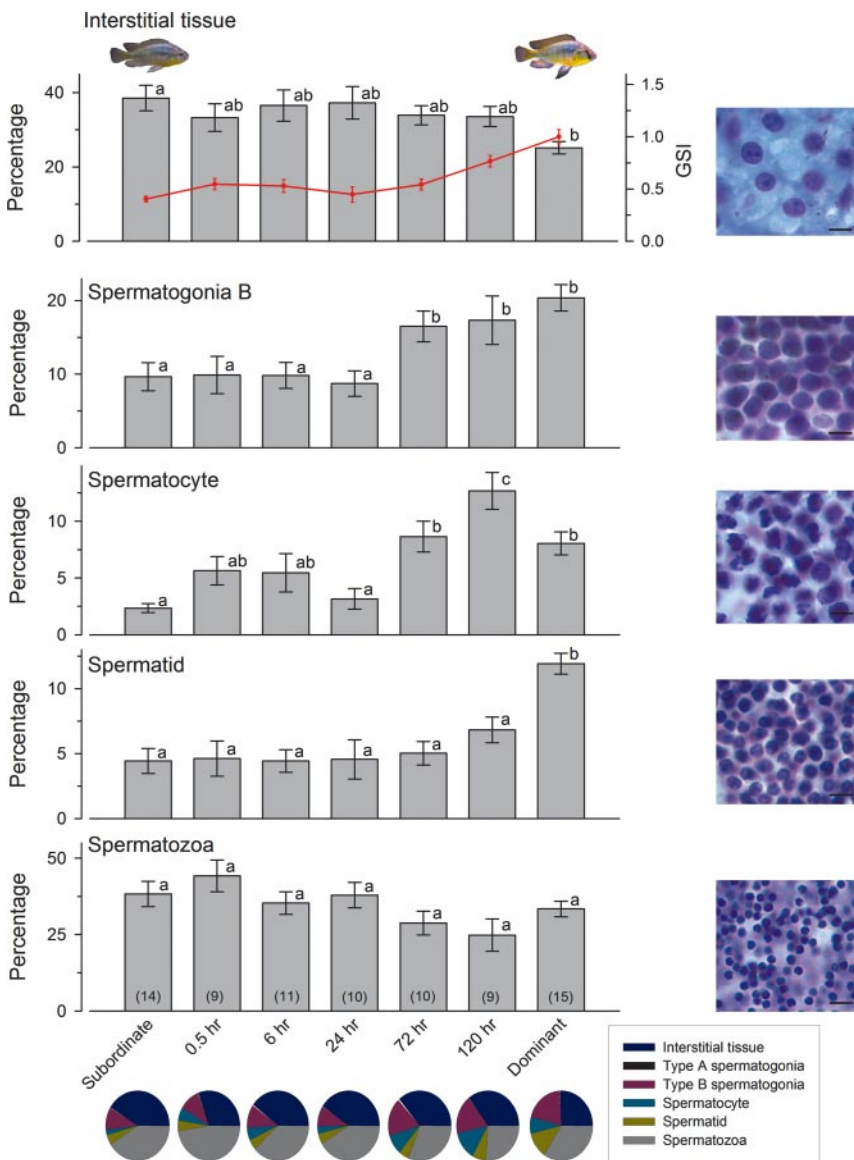 Interstitial tissue
Percentage
40
20
0
a
ab
ab
ab
ab
ab
b
1.5
1.0
0.5
0.0
GSI
Spermatogonia B
Percentage
20
10
0
a
a
a
a
b
b
b
Spermatocyte
Percentage
10
5
0
a
ab
ab
a
b
c
b
Spermatid
Percentage
10
5
0
a
a
a
a
a
a
b
Spermatozoa
Percentage
50
25
0
a
a
a
a
a
a
a
(14)
(9)
(11)
(10)
(10)
(9)
(15)
Subordinate
0.5 hr
6 hr
24 hr
72 hr
120 hr
Dominant
Interstitial tissue
Type A spermatogonia
Type B spermatogonia
Spermatocyte
Spermatid
Spermatozoa